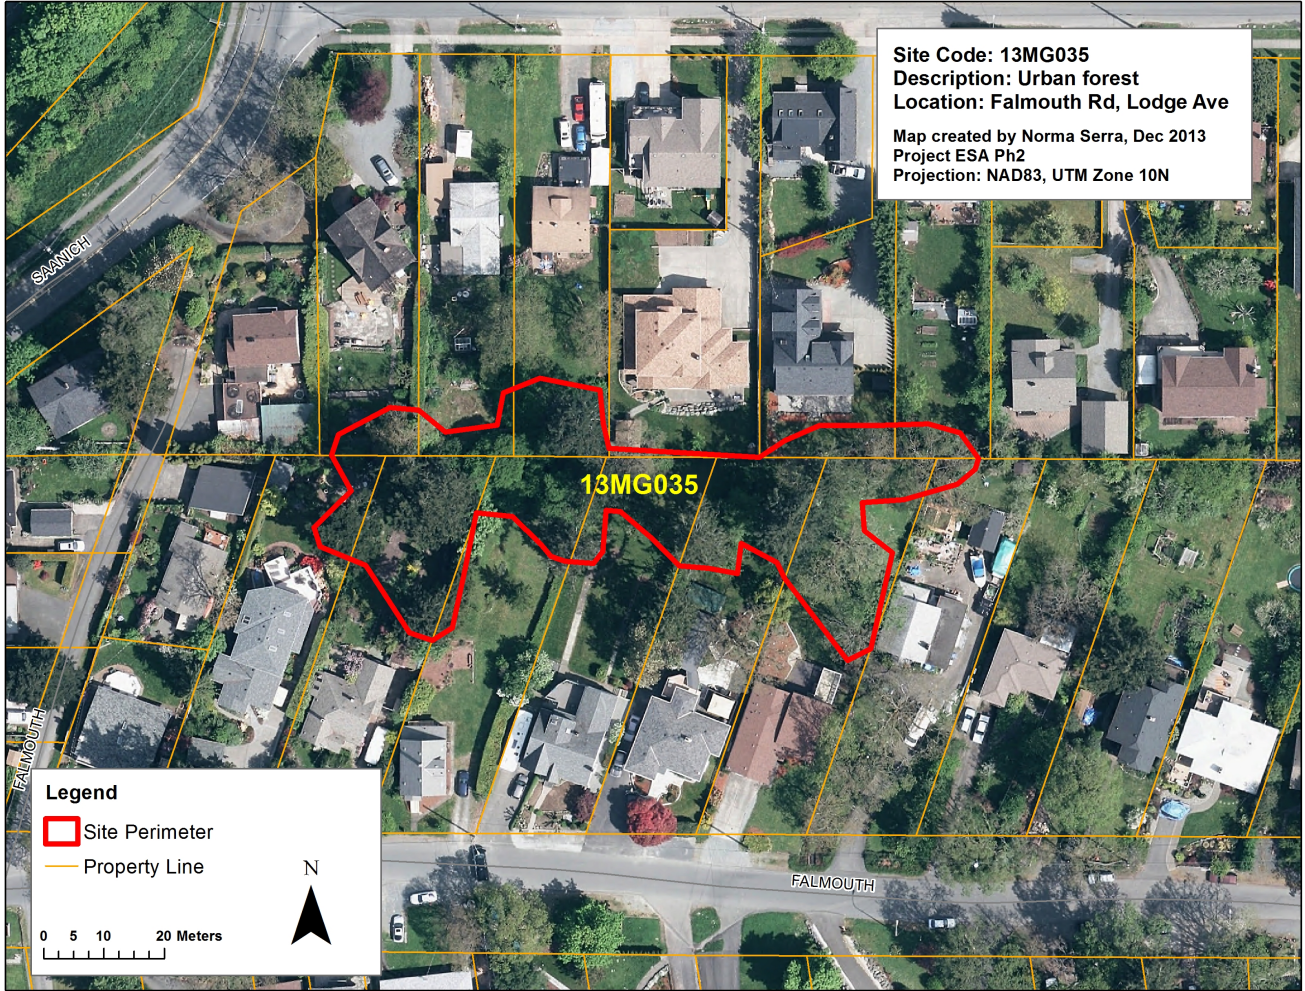 Site Code: 13MG035
Description: Urban forest
Location: Falmouth Rd, Lodge Ave
Map created by Norma Serra, Dec 2013
Project ESA Ph2
Projection: NAD83, UTM Zone 10N
SAANICH
13MG035
FALMOUTH
FALMOUTH
Legend
Site Perimeter
Property Line
N
0 5 10 20 Meters